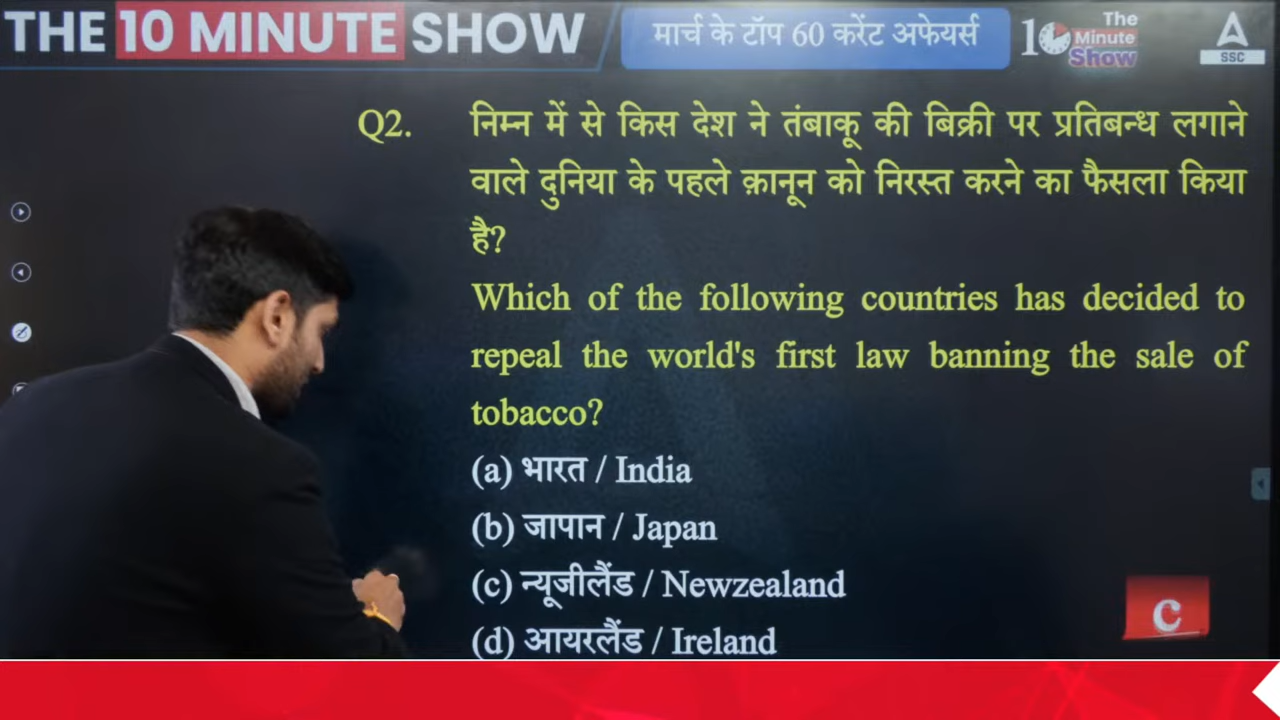 THE 10 MINUTE SHOW
मार्च के टॉप 60 करेंट अफेयर्स
10 The Minute Show
SSC
Q2. निम्न में से किस देश ने तंबाकू की बिक्री पर प्रतिबन्ध लगाने
वाले दुनिया के पहले क़ानून को निरस्त करने का फैसला किया
है?
Which of the following countries has decided to
repeal the world's first law banning the sale of
tobacco?
(a) भारत / India
(b) जापान / Japan
(c) न्यूजीलैंड / Newzealand
(d) आयरलैंड / Ireland
C